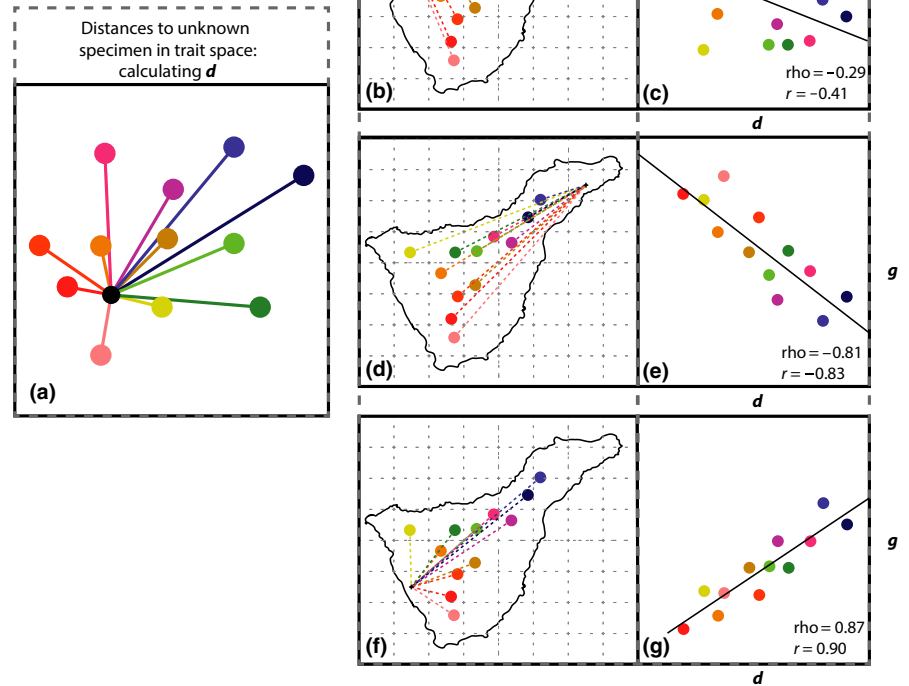 Distances to unknown
specimen in trait space:
calculating d
(a)
(b)
(c)
rho = −0.29
r = −0.41
d
(d)
(e)
rho = −0.81
r = −0.83
g
d
(f)
(g)
rho = 0.87
r = 0.90
g
d